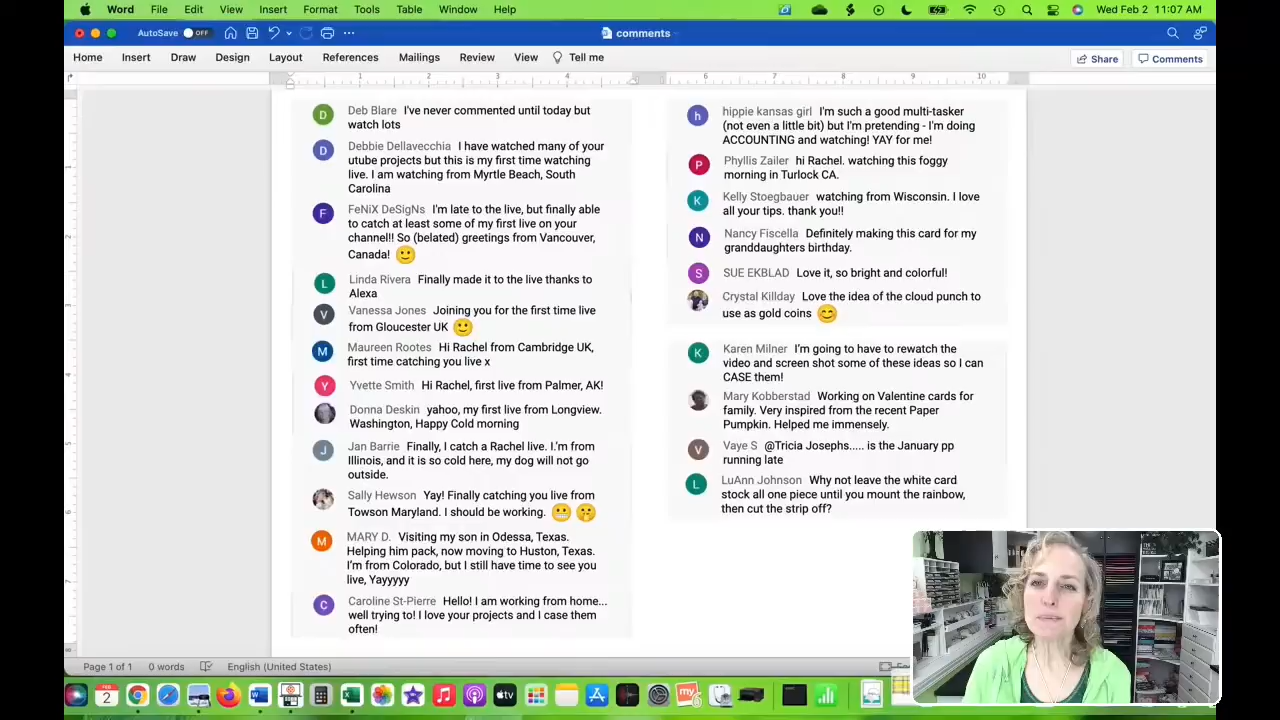 Word File Edit View Insert Format Tools Table Window Help Wed Feb 2 11:07 AM
AutoSave OFF comments
Home Insert Draw Design Layout References Mailings Review View Tell me Share Comments
1 2 3 4 6 7 8 9 10
D Deb Blare I've never commented until today but
watch lots
D Debbie Dellavecchia I have watched many of your
utube projects but this is my first time watching
live. I am watching from Myrtle Beach, South
Carolina
F FeNiX DeSigNs I'm late to the live, but finally able
to catch at least some of my first live on your
channel!! So (belated) greetings from Vancouver,
Canada! 🙂
L Linda Rivera Finally made it to the live thanks to
Alexa
V Vanessa Jones Joining you for the first time live
from Gloucester UK 🙂
M Maureen Rootes Hi Rachel from Cambridge UK,
first time catching you live x
Y Yvette Smith Hi Rachel, first live from Palmer, AK!
Donna Deskin yahoo, my first live from Longview.
Washington, Happy Cold morning
J Jan Barrie Finally, I catch a Rachel live. I.'m from
Illinois, and it is so cold here, my dog will not go
outside.
Sally Hewson Yay! Finally catching you live from
Towson Maryland. I should be working. 😬 🤫
M MARY D. Visiting my son in Odessa, Texas.
Helping him pack, now moving to Huston, Texas.
I'm from Colorado, but I still have time to see you
live, Yayyyyy
C Caroline St-Pierre Hello! I am working from home...
well trying to! I love your projects and I case them
often!
h hippie kansas girl I'm such a good multi-tasker
(not even a little bit) but I'm pretending - I'm doing
ACCOUNTING and watching! YAY for me!
P Phyllis Zailer hi Rachel. watching this foggy
morning in Turlock CA.
K Kelly Stoegbauer watching from Wisconsin. I love
all your tips. thank you!!
N Nancy Fiscella Definitely making this card for my
granddaughters birthday.
S SUE EKBLAD Love it, so bright and colorful!
Crystal Killday Love the idea of the cloud punch to
use as gold coins 😊
K Karen Milner I'm going to have to rewatch the
video and screen shot some of these ideas so I can
CASE them!
Mary Kobberstad Working on Valentine cards for
family. Very inspired from the recent Paper
Pumpkin. Helped me immensely.
V Vaye S @Tricia Josephs..... is the January pp
running late
L LuAnn Johnson Why not leave the white card
stock all one piece until you mount the rainbow,
then cut the strip off?
Page 1 of 1 0 words English (United States)
FEB 2 tv my